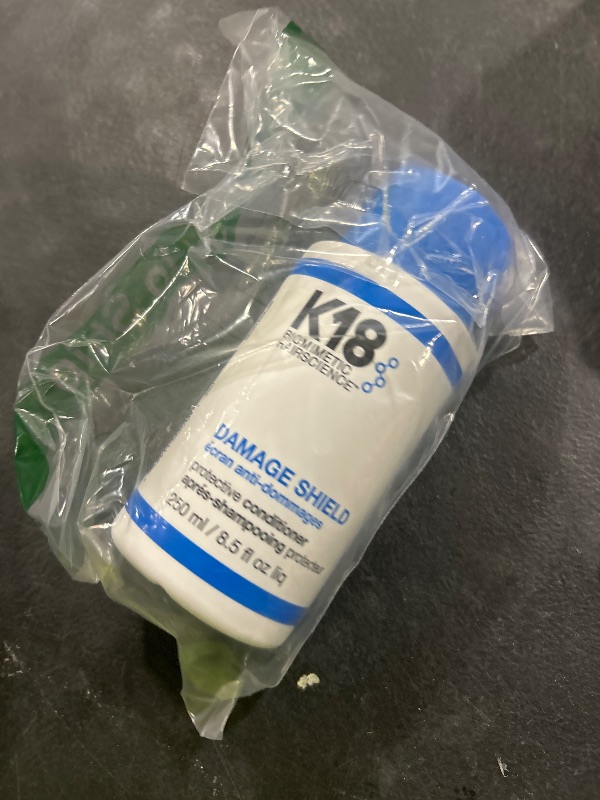 K18
BIOMIMETIC
HAIRSCIENCE
DAMAGE SHIELD
écran anti-dommages
protective conditioner
après-shampooing protecteur
250 ml / 8.5 fl oz liq